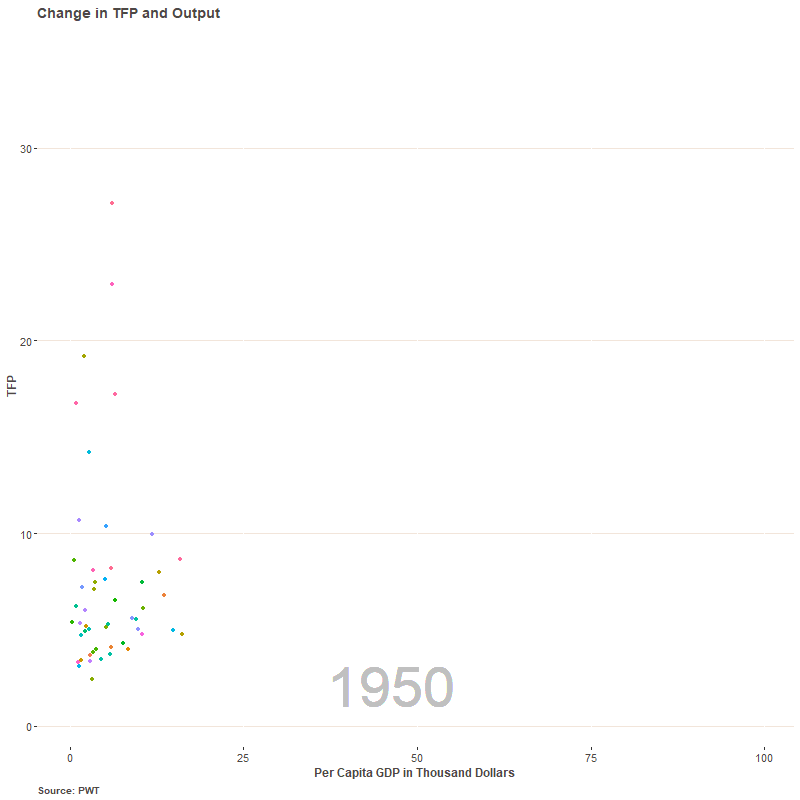 Change in TFP and Output
30
20
10
0
TFP
1950
0 25 50 75 100
Per Capita GDP in Thousand Dollars
Source: PWT